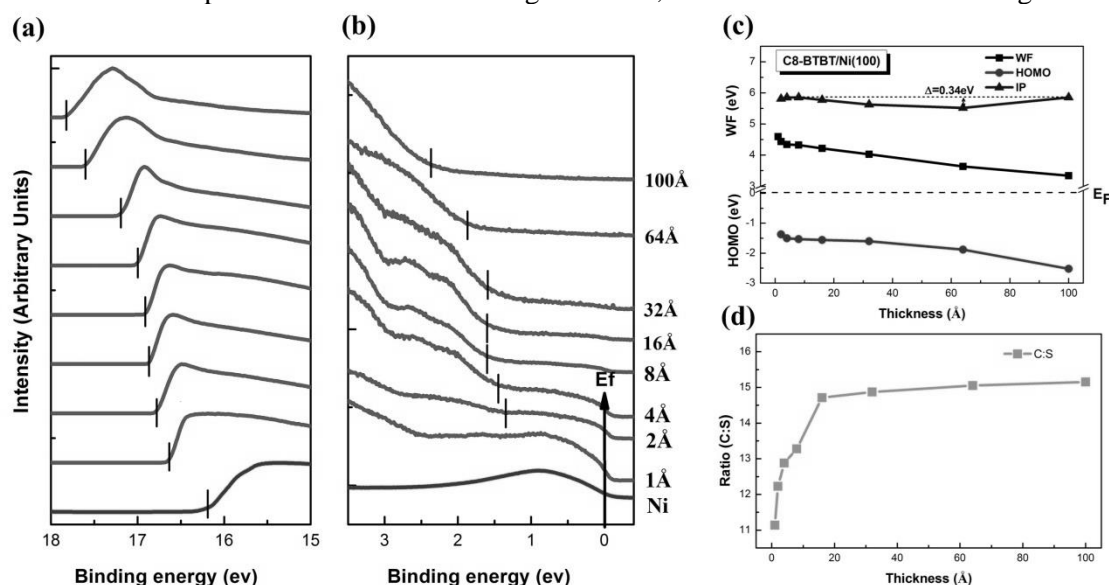 (a)
Intensity (Arbitrary Units)
18 17 16 15
Binding energy (ev)
(b)
100Å
64Å
32Å
16Å
8Å
4Å
2Å
1Å
Ni
Ef
3 2 1 0
Binding energy (ev)
(c)
C8-BTBT/Ni(100)
WF
HOMO
IP
Δ=0.34eV
WF (eV)
7
6
5
4
3
EF
HOMO (eV)
0
-1
-2
-3
0 20 40 60 80 100
Thickness (Å)
(d)
C:S
Ratio (C:S)
16
15
14
13
12
11
0 20 40 60 80 100
Thickness (Å)